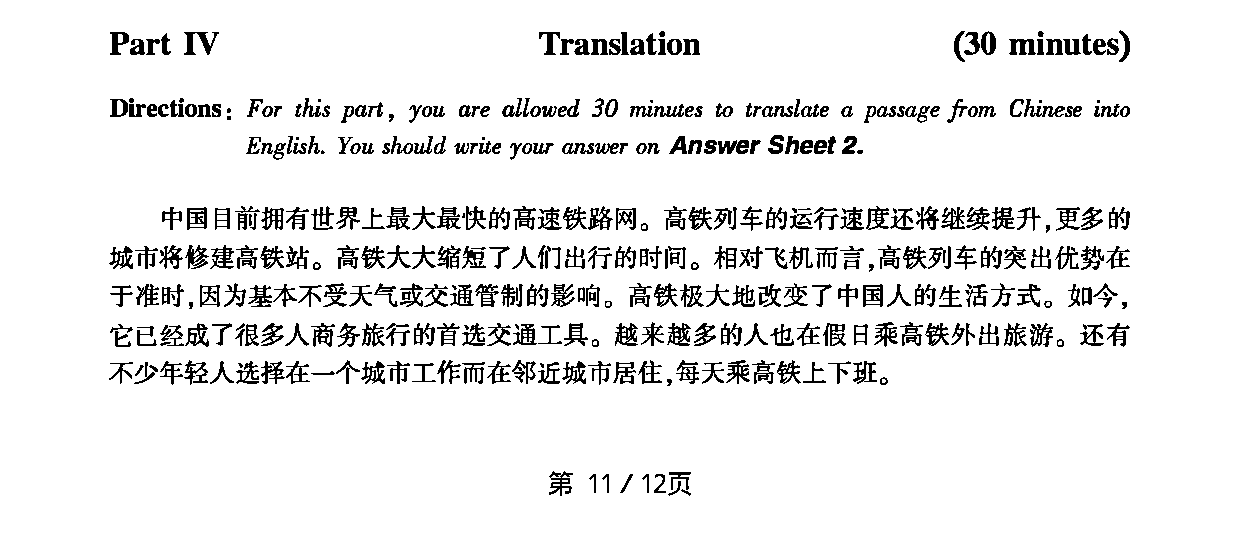 Part IV Translation (30 minutes)
Directions: For this part, you are allowed 30 minutes to translate a passage from Chinese into
English. You should write your answer on Answer Sheet 2.
中国目前拥有世界上最大最快的高速铁路网。高铁列车的运行速度还将继续提升,更多的
城市将修建高铁站。高铁大大缩短了人们出行的时间。相对飞机而言,高铁列车的突出优势在
于准时,因为基本不受天气或交通管制的影响。高铁极大地改变了中国人的生活方式。如今,
它已经成了很多人商务旅行的首选交通工具。越来越多的人也在假日乘高铁外出旅游。还有
不少年轻人选择在一个城市工作而在邻近城市居住,每天乘高铁上下班。
第 11 / 12页